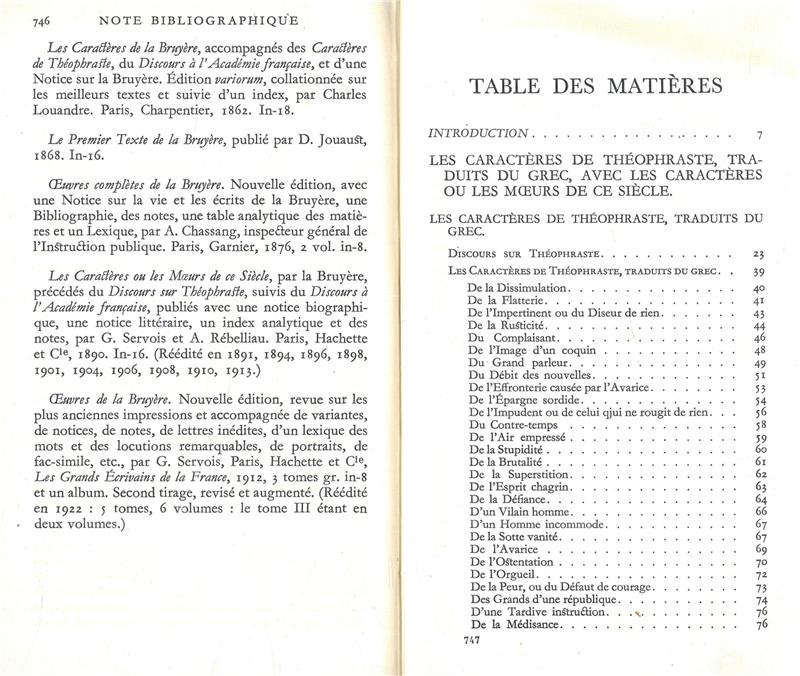 746 NOTE BIBLIOGRAPHIQUE
Les Caractères de la Bruyère, accompagnés des Caractères
de Théophraste, du Discours à l'Académie française, et d'une
Notice sur la Bruyère. Édition variorum, collationnée sur
les meilleurs textes et suivie d'un index, par Charles
Louandre. Paris, Charpentier, 1862. In-18.
Le Premier Texte de la Bruyère, publié par D. Jouaust,
1868. In-16.
Œuvres complètes de la Bruyère. Nouvelle édition, avec
une Notice sur la vie et les écrits de la Bruyère, une
Bibliographie, des notes, une table analytique des matiè-
res et un Lexique, par A. Chassang, inspecteur général de
l'Instruction publique. Paris, Garnier, 1876, 2 vol. in-8.
Les Caractères ou les Mœurs de ce Siècle, par la Bruyère,
précédés du Discours sur Théophraste, suivis du Discours à
l'Académie française, publiés avec une notice biographi-
que, une notice littéraire, un index analytique et des
notes, par G. Servois et A. Rébelliau. Paris, Hachette
et Cie, 1890. In-16. (Réédité en 1891, 1894, 1896, 1898,
1901, 1904, 1906, 1908, 1910, 1913.)
Œuvres de la Bruyère. Nouvelle édition, revue sur les
plus anciennes impressions et accompagnée de variantes,
de notices, de notes, de lettres inédites, d'un lexique des
mots et des locutions remarquables, de portraits, de
fac-simile, etc., par G. Servois, Paris, Hachette et Cie,
Les Grands Écrivains de la France, 1912, 3 tomes gr. in-8
et un album. Second tirage, revisé et augmenté. (Réédité
en 1922 : 5 tomes, 6 volumes : le tome III étant en
deux volumes.)
TABLE DES MATIÈRES
INTRODUCTION . . . . . . . . . . . . . . . . . 7
LES CARACTÈRES DE THÉOPHRASTE, TRA-
DUITS DU GREC, AVEC LES CARACTÈRES
OU LES MŒURS DE CE SIÈCLE.
LES CARACTÈRES DE THÉOPHRASTE, TRADUITS DU
GREC.
DISCOURS SUR THÉOPHRASTE . . . . . . . . . . . . 23
LES CARACTÈRES DE THÉOPHRASTE, TRADUITS DU GREC. . 39
De la Dissimulation. . . . . . . . . . . . . . 40
De la Flatterie. . . . . . . . . . . . . . . . 41
De l'Impertinent ou du Diseur de rien. . . . . . . 43
De la Rusticité. . . . . . . . . . . . . . . . 44
Du Complaisant. . . . . . . . . . . . . . . . 46
De l'Image d'un coquin . . . . . . . . . . . . 48
Du Grand parleur. . . . . . . . . . . . . . . 49
Du Débit des nouvelles. . . . . . . . . . . . . 51
De l'Effronterie causée par l'Avarice. . . . . . . . 53
De l'Épargne sordide. . . . . . . . . . . . . . 54
De l'Impudent ou de celui qjui ne rougit de rien. . . 56
Du Contre-temps . . . . . . . . . . . . . . . 58
De l'Air empressé . . . . . . . . . . . . . . 59
De la Stupidité . . . . . . . . . . . . . . . . 60
De la Brutalité . . . . . . . . . . . . . . . . 61
De la Superstition. . . . . . . . . . . . . . . 62
De l'Esprit chagrin. . . . . . . . . . . . . . . 63
De la Défiance. . . . . . . . . . . . . . . . 64
D'un Vilain homme. . . . . . . . . . . . . . 66
D'un Homme incommode. . . . . . . . . . . . 67
De la Sotte vanité. . . . . . . . . . . . . . . 67
De l'Avarice . . . . . . . . . . . . . . . . 69
De l'Ostentation . . . . . . . . . . . . . . . 70
De l'Orgueil. . . . . . . . . . . . . . . . . 72
De la Peur, ou du Défaut de courage. . . . . . . . 73
Des Grands d'une république. . . . . . . . . . . 74
D'une Tardive instruction. . . . . . . . . . . . 76
De la Médisance. . . . . . . . . . . . . . . . 76
747